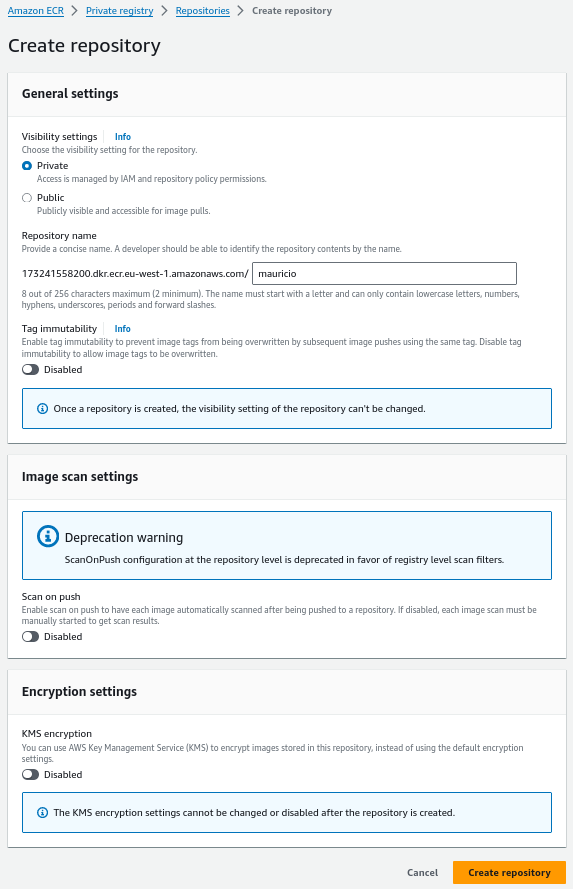 Amazon ECR > Private registry > Repositories > Create repository
Create repository
General settings
Visibility settings Info
Choose the visibility setting for the repository.
Private
Access is managed by IAM and repository policy permissions.
Public
Publicly visible and accessible for image pulls.
Repository name
Provide a concise name. A developer should be able to identify the repository contents by the name.
173241558200.dkr.ecr.eu-west-1.amazonaws.com/ mauricio
8 out of 256 characters maximum (2 minimum). The name must start with a letter and can only contain lowercase letters, numbers,
hyphens, underscores, periods and forward slashes.
Tag immutability Info
Enable tag immutability to prevent image tags from being overwritten by subsequent image pushes using the same tag. Disable tag
immutability to allow image tags to be overwritten.
Disabled
Once a repository is created, the visibility setting of the repository can't be changed.
Image scan settings
Deprecation warning
ScanOnPush configuration at the repository level is deprecated in favor of registry level scan filters.
Scan on push
Enable scan on push to have each image automatically scanned after being pushed to a repository. If disabled, each image scan must be
manually started to get scan results.
Disabled
Encryption settings
KMS encryption
You can use AWS Key Management Service (KMS) to encrypt images stored in this repository, instead of using the default encryption
settings.
Disabled
The KMS encryption settings cannot be changed or disabled after the repository is created.
Cancel Create repository